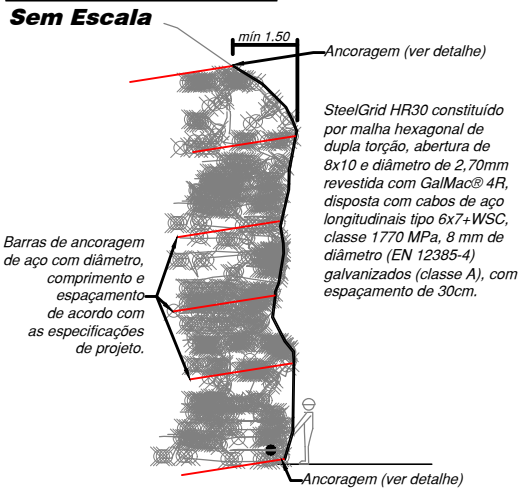 Sem Escala
mín 1.50
Ancoragem (ver detalhe)
SteelGrid HR30 constituído
por malha hexagonal de
dupla torção, abertura de
8x10 e diâmetro de 2,70mm
revestida com GalMac® 4R,
disposta com cabos de aço
longitudinais tipo 6x7+WSC,
classe 1770 MPa, 8 mm de
diâmetro (EN 12385-4)
galvanizados (classe A), com
espaçamento de 30cm.
Barras de ancoragem
de aço com diâmetro,
comprimento e
espaçamento
de acordo com
as especificações
de projeto.
Ancoragem (ver detalhe)